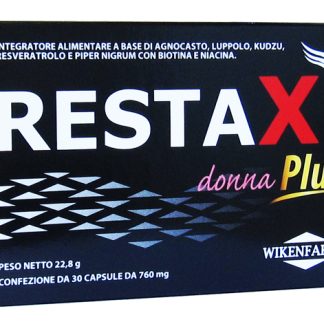 INTEGRATORE ALIMENTARE A BASE DI AGNOCASTO, LUPPOLO, KUDZU,
RESVERATROLO E PIPER NIGRUM CON BIOTINA E NIACINA.
RESTAX
donna Plu
PESO NETTO 22,8 g
CONFEZIONE DA 30 CAPSULE DA 760 mg
WIKENFAR